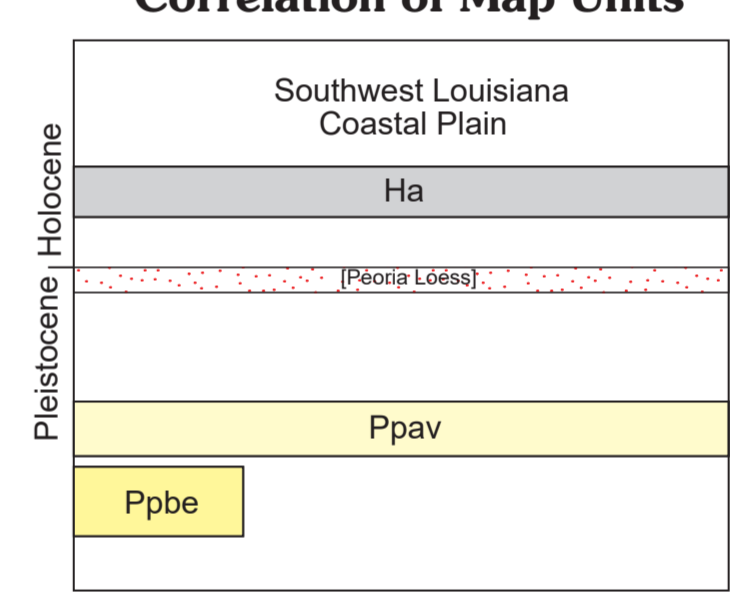 Correlation of Map Units
Southwest Louisiana
Coastal Plain
Holocene
Ha
[Peoria Loess]
Pleistocene
Ppav
Ppbe